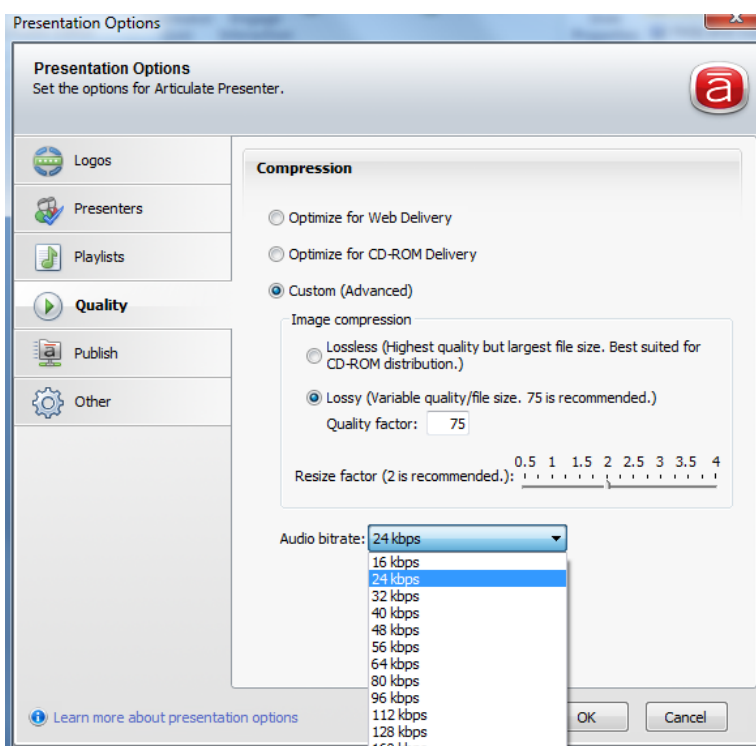 Presentation Options
Presentation Options
Set the options for Articulate Presenter.
ā
Logos
Presenters
Playlists
Quality
Publish
Other
Compression
Optimize for Web Delivery
Optimize for CD-ROM Delivery
Custom (Advanced)
Image compression
Lossless (Highest quality but largest file size. Best suited for
CD-ROM distribution.)
Lossy (Variable quality/file size. 75 is recommended.)
Quality factor: 75
0.5 1 1.5 2 2.5 3 3.5 4
Resize factor (2 is recommended.):
Audio bitrate: 24 kbps
16 kbps
24 kbps
32 kbps
40 kbps
48 kbps
56 kbps
64 kbps
80 kbps
96 kbps
112 kbps
128 kbps
Learn more about presentation options
OK Cancel